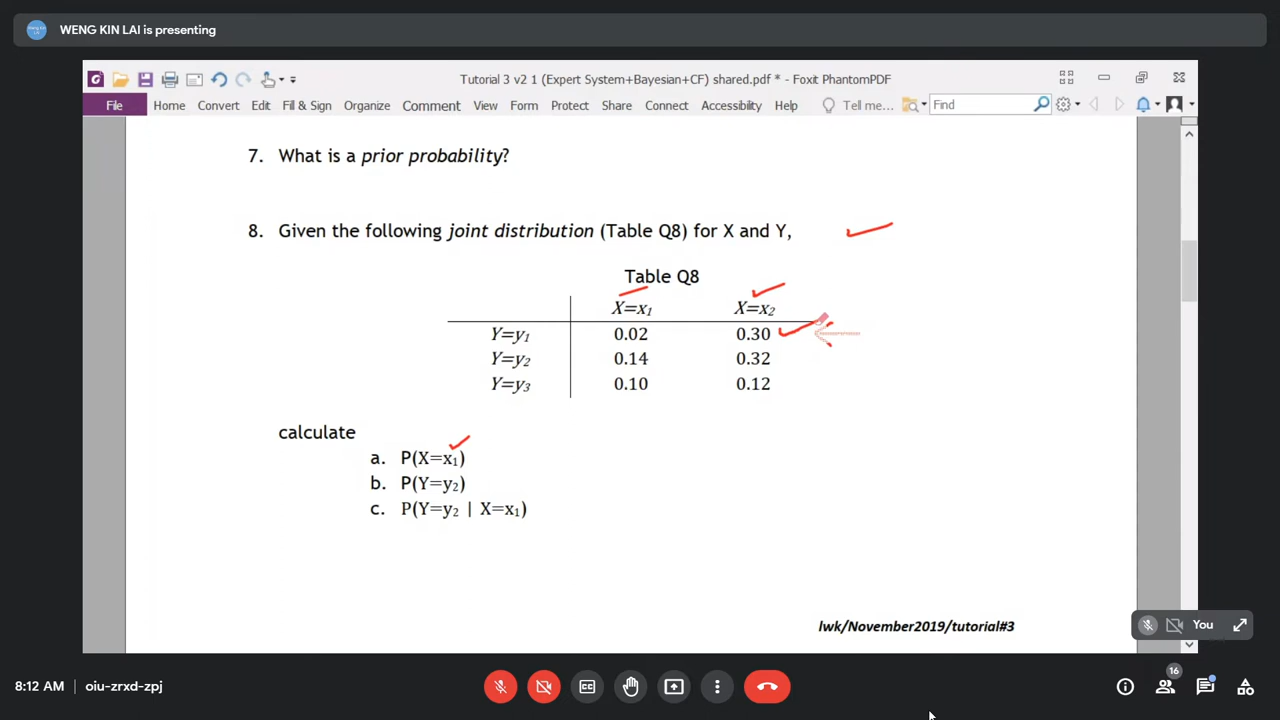 WENG KIN LAI is presenting
Tutorial 3 v2 1 (Expert System+Bayesian+CF) shared.pdf * - Foxit PhantomPDF
File Home Convert Edit Fill & Sign Organize Comment View Form Protect Share Connect Accessibility Help Tell me... Find
7. What is a prior probability?
8. Given the following joint distribution (Table Q8) for X and Y,
Table Q8
X=x₁ X=x₂
Y=y₁ 0.02 0.30
Y=y₂ 0.14 0.32
Y=y₃ 0.10 0.12
calculate
a. P(X=x₁)
b. P(Y=y₂)
c. P(Y=y₂ | X=x₁)
lwk/November2019/tutorial#3
You
8:12 AM oiu-zrxd-zpj
16